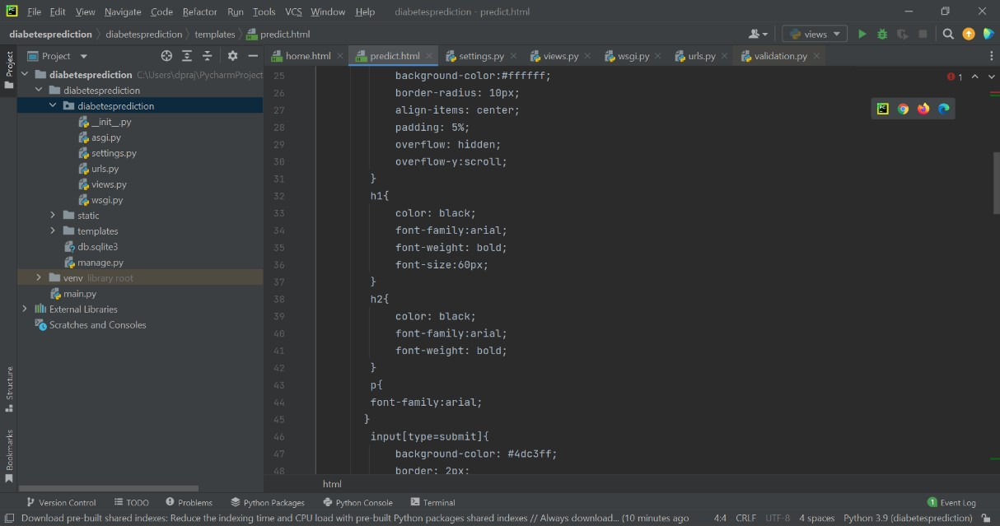 File Edit View Navigate Code Refactor Run Tools VCS Window Help diabetesprediction - predict.html
diabetesprediction diabetesprediction templates predict.html views
Project
Project C:\Users\dpraj\PycharmProject
home.html predict.html settings.py views.py wsgi.py urls.py validation.py
diabetesprediction
diabetesprediction
diabetesprediction
__init__.py
asgi.py
settings.py
urls.py
views.py
wsgi.py
static
templates
db.sqlite3
manage.py
venv library root
main.py
External Libraries
Scratches and Consoles
Structure
Bookmarks
1
25 background-color:#ffffff;
26 border-radius: 10px;
27 align-items: center;
28 padding: 5%;
29 overflow: hidden;
30 overflow-y:scroll;
31 }
32 h1{
33 color: black;
34 font-family:arial;
35 font-weight: bold;
36 font-size:60px;
37 }
38 h2{
39 color: black;
40 font-family:arial;
41 font-weight: bold;
42 }
43 p{
44 font-family:arial;
45 }
46 input[type=submit]{
47 background-color: #4dc3ff;
48 border: 2px;
html
Version Control TODO Problems Python Packages Python Console Terminal 1 Event Log
Download pre-built shared indexes: Reduce the indexing time and CPU load with pre-built Python packages shared indexes // Always download... (10 minutes ago 4:4 CRLF UTF-8 4 spaces Python 3.9 (diabetesprediction)